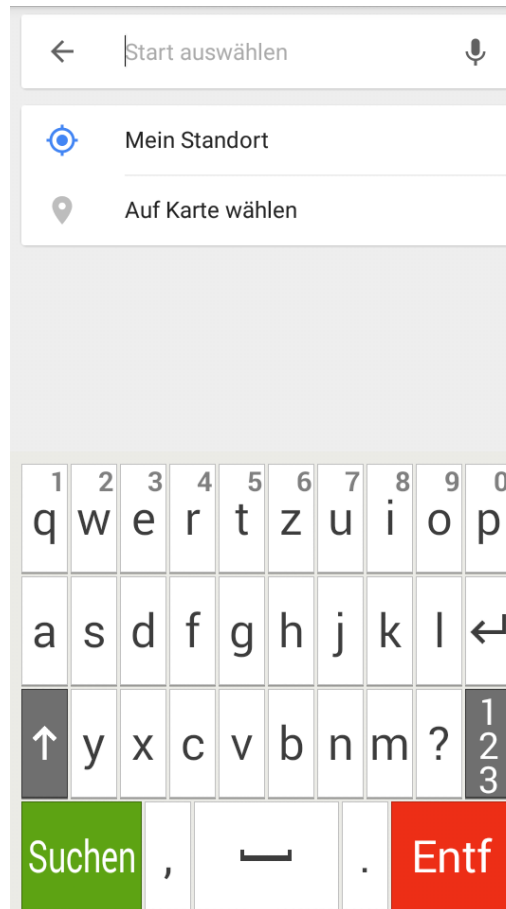 Start auswählen
Mein Standort
Auf Karte wählen
1 2 3 4 5 6 7 8 9 0
q w e r t z u i o p
a s d f g h j k l
y x c v b n m ? 1 2 3
Suchen , . Entf